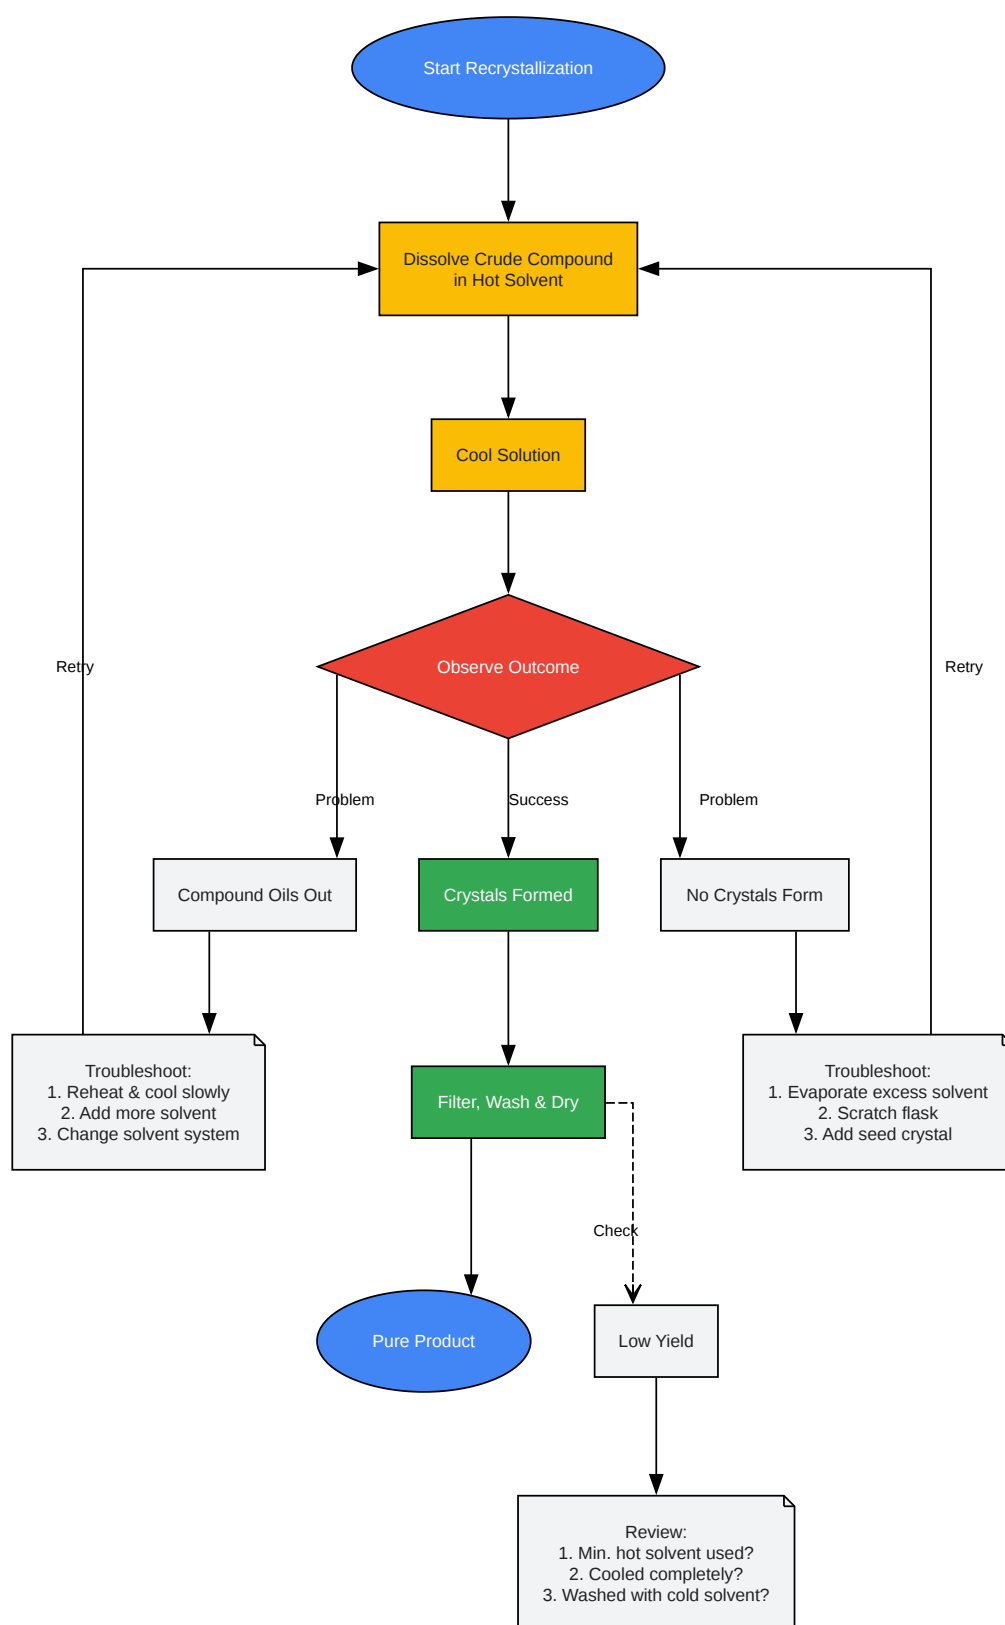 Start Recrystallization
Dissolve Crude Compound
in Hot Solvent
Cool Solution
Retry
Observe Outcome
Retry
Problem
Success
Problem
Compound Oils Out
Crystals Formed
No Crystals Form
Troubleshoot:
1. Reheat & cool slowly
2. Add more solvent
3. Change solvent system
Filter, Wash & Dry
Troubleshoot:
1. Evaporate excess solvent
2. Scratch flask
3. Add seed crystal
Check
Pure Product
Low Yield
Review:
1. Min. hot solvent used?
2. Cooled completely?
3. Washed with cold solvent?